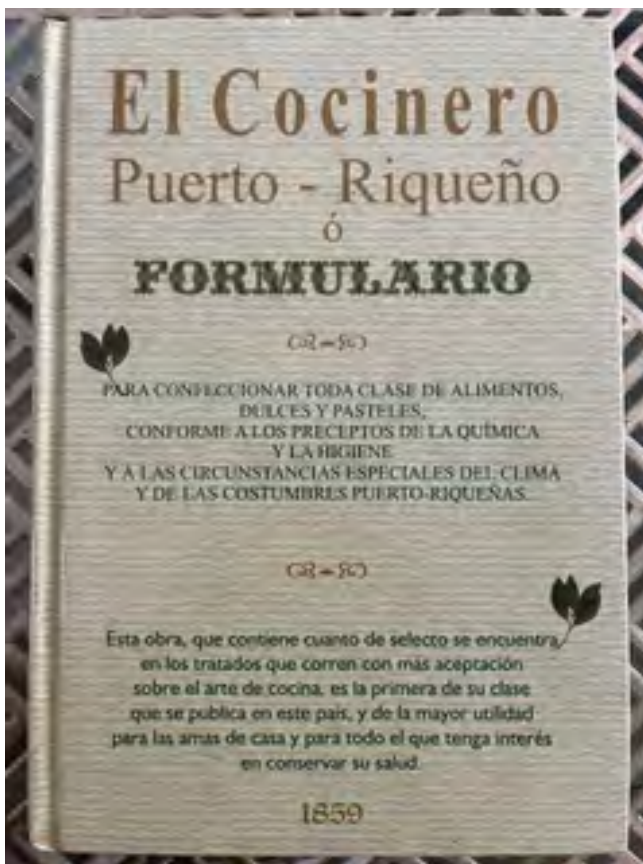 El Cocinero
Puerto - Riqueño
ó
FORMULARIO
PARA CONFECCIONAR TODA CLASE DE ALIMENTOS,
DULCES Y PASTELES,
CONFORME A LOS PRECEPTOS DE LA QUÍMICA
Y LA HIGIENE
Y A LAS CIRCUNSTANCIAS ESPECIALES DEL CLIMA
Y DE LAS COSTUMBRES PUERTO-RIQUEÑAS.
Esta obra, que contiene cuanto de selecto se encuentra,
en los tratados que corren con más aceptación
sobre el arte de cocina, es la primera de su clase
que se publica en este país, y de la mayor utilidad
para las amas de casa y para todo el que tenga interés
en conservar su salud.
1859